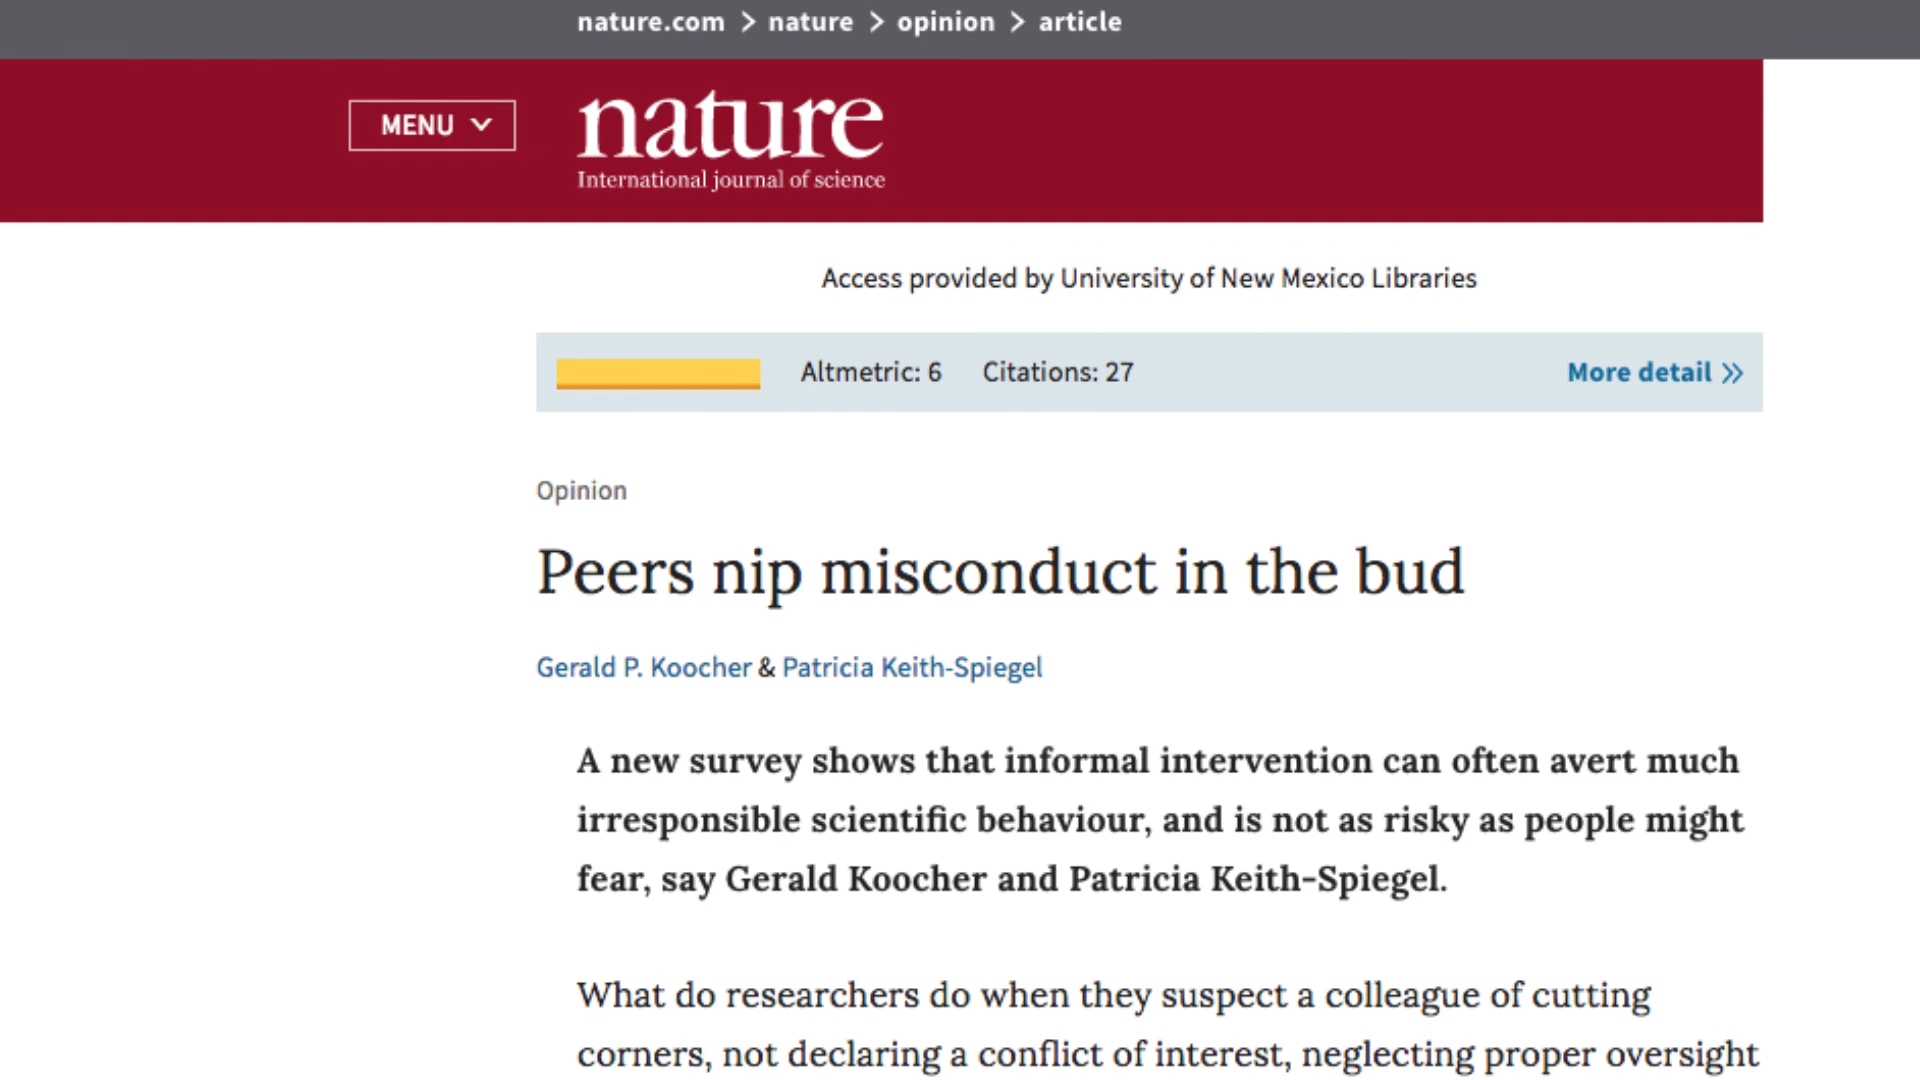 nature.com > nature > opinion > article
MENU
nature
International journal of science
Access provided by University of New Mexico Libraries
Altmetric: 6 Citations: 27 More detail >>
Opinion
Peers nip misconduct in the bud
Gerald P. Koocher & Patricia Keith-Spiegel
A new survey shows that informal intervention can often avert much
irresponsible scientific behaviour, and is not as risky as people might
fear, say Gerald Koocher and Patricia Keith-Spiegel.
What do researchers do when they suspect a colleague of cutting
corners, not declaring a conflict of interest, neglecting proper oversight